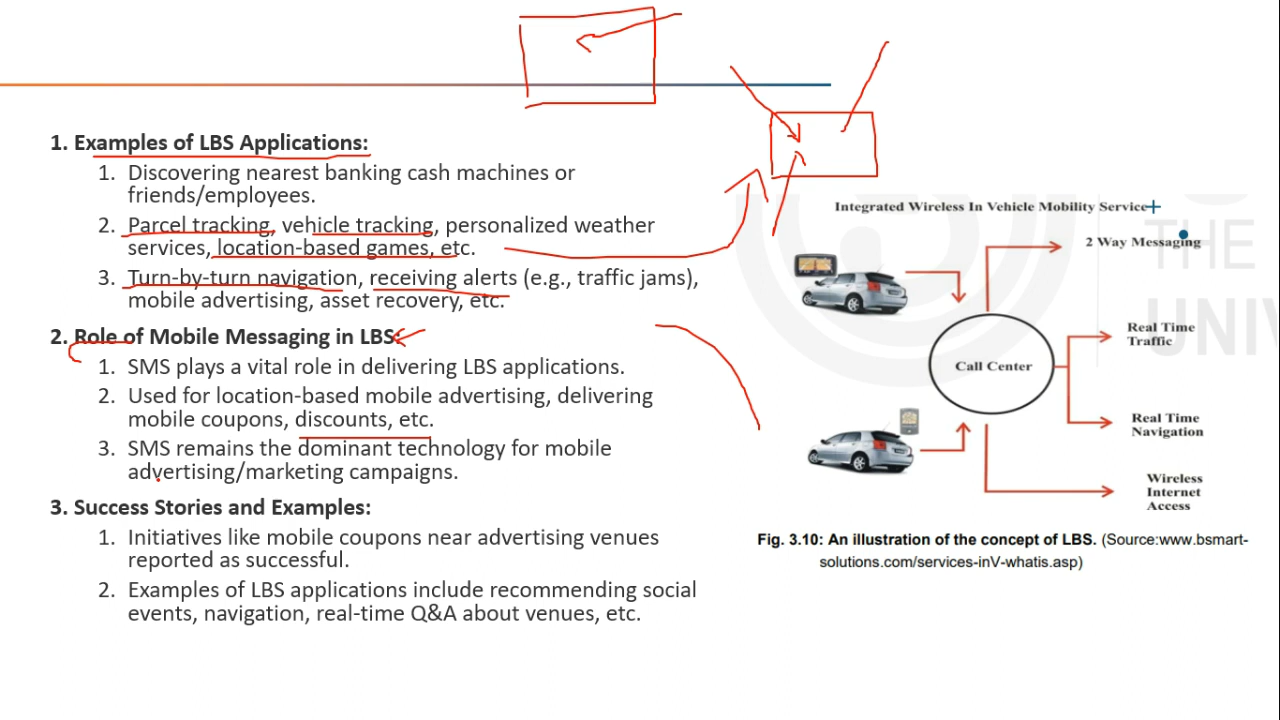 1. Examples of LBS Applications:
1. Discovering nearest banking cash machines or
friends/employees.
2. Parcel tracking, vehicle tracking, personalized weather
services, location-based games, etc.
3. Turn-by-turn navigation, receiving alerts (e.g., traffic jams),
mobile advertising, asset recovery, etc.
2. Role of Mobile Messaging in LBS:
1. SMS plays a vital role in delivering LBS applications.
2. Used for location-based mobile advertising, delivering
mobile coupons, discounts, etc.
3. SMS remains the dominant technology for mobile
advertising/marketing campaigns.
3. Success Stories and Examples:
1. Initiatives like mobile coupons near advertising venues
reported as successful.
2. Examples of LBS applications include recommending social
events, navigation, real-time Q&A about venues, etc.
Integrated Wireless In Vehicle Mobility Service
2 Way Messaging
Real Time
Traffic
Call Center
Real Time
Navigation
Wireless
Internet
Access
Fig. 3.10: An illustration of the concept of LBS. (Source:www.bsmart-
solutions.com/services-inV-whatis.asp)
THE
UNI